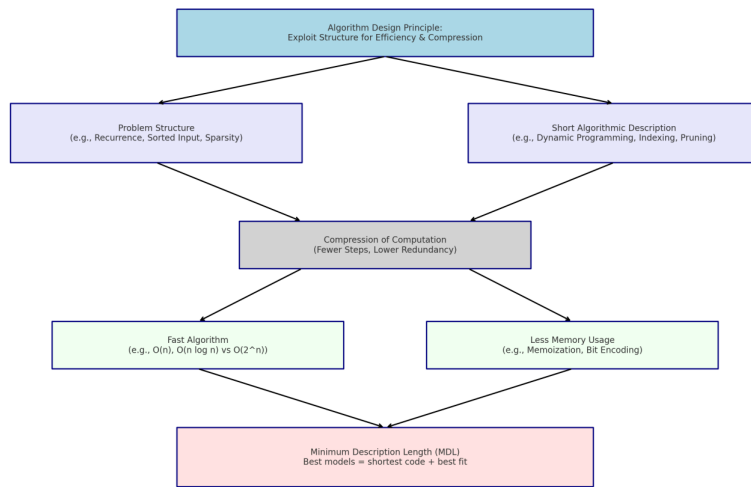 Algorithm Design Principle:
Exploit Structure for Efficiency & Compression
Problem Structure
(e.g., Recurrence, Sorted Input, Sparsity)
Short Algorithmic Description
(e.g., Dynamic Programming, Indexing, Pruning)
Compression of Computation
(Fewer Steps, Lower Redundancy)
Fast Algorithm
(e.g., O(n), O(n log n) vs O(2^n))
Less Memory Usage
(e.g., Memoization, Bit Encoding)
Minimum Description Length (MDL)
Best models = shortest code + best fit